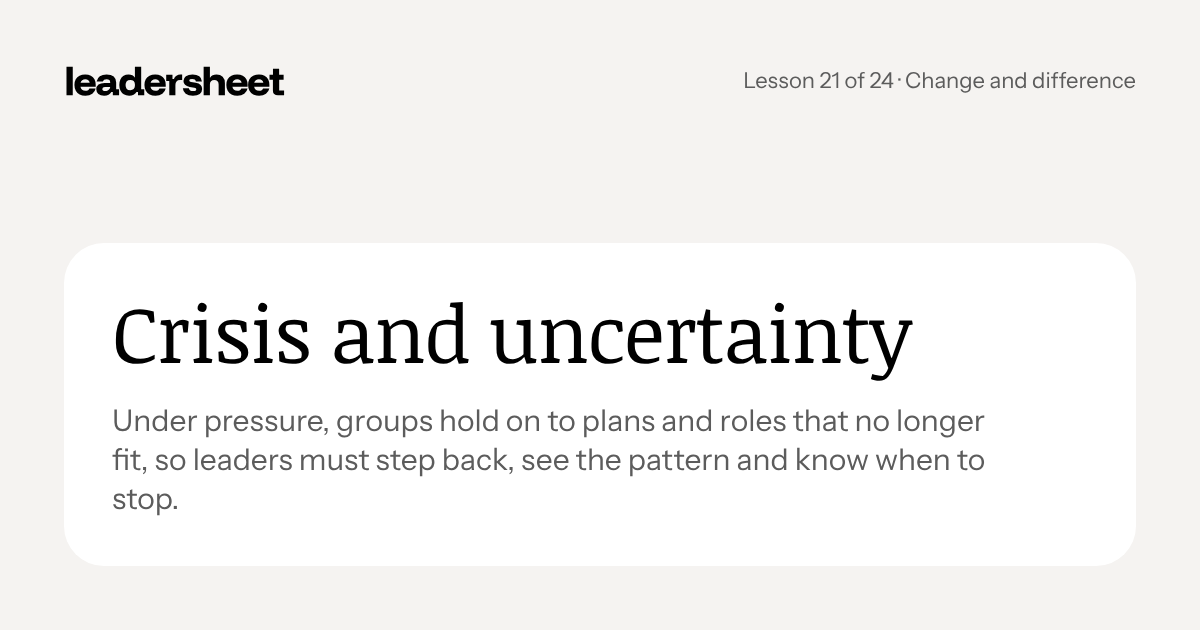 leadersheet
Lesson 21 of 24 · Change and difference
Crisis and uncertainty
Under pressure, groups hold on to plans and roles that no longer
fit, so leaders must step back, see the pattern and know when to
stop.